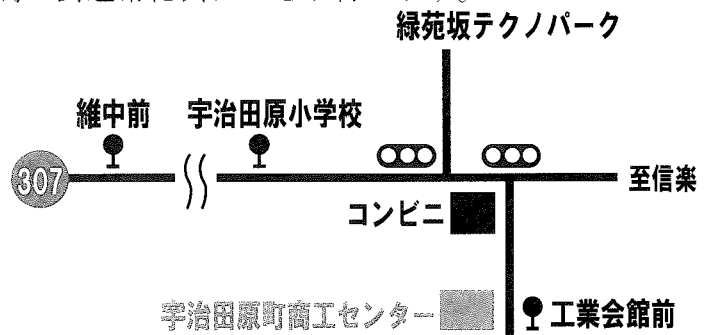 緑苑坂テクノパーク
維中前
宇治田原小学校
307
至信楽
コンビニ
宇治田原町商工センター
工業会館前